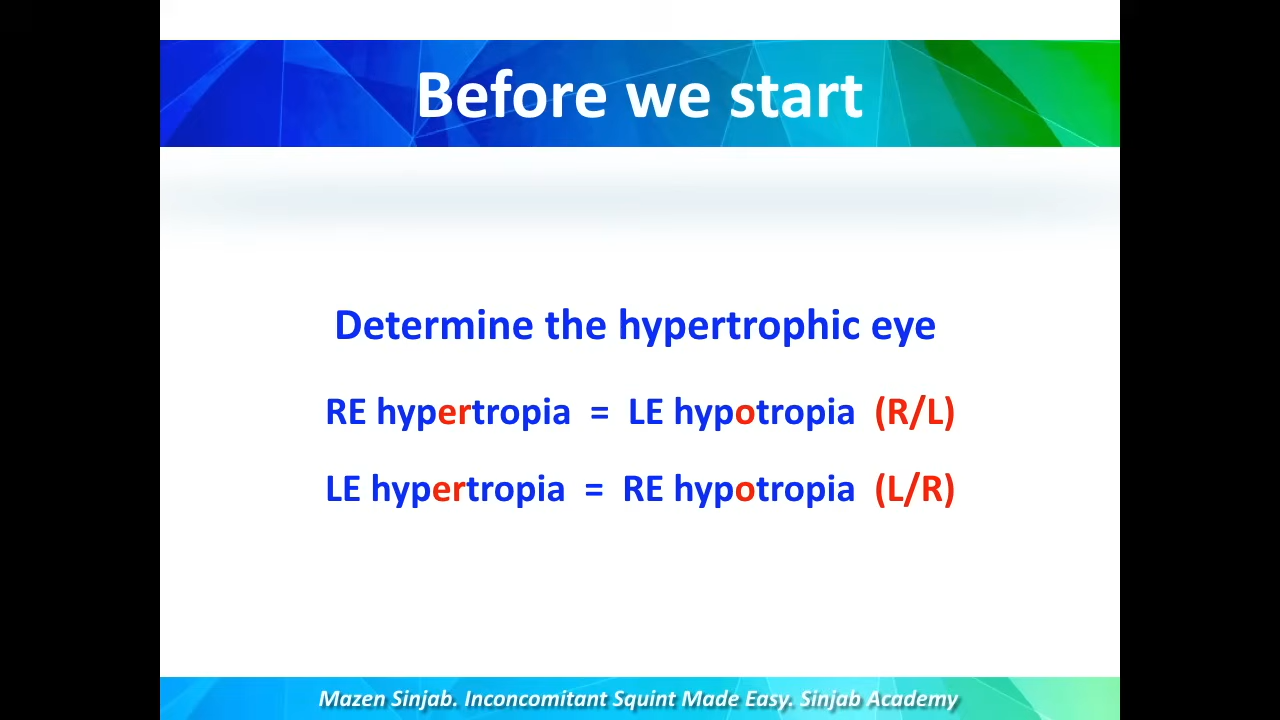 Before we start
Determine the hypertrophic eye
RE hypertropia = LE hypotropia (R/L)
LE hypertropia = RE hypotropia (L/R)
Mazen Sinjab. Inconcomitant Squint Made Easy. Sinjab Academy